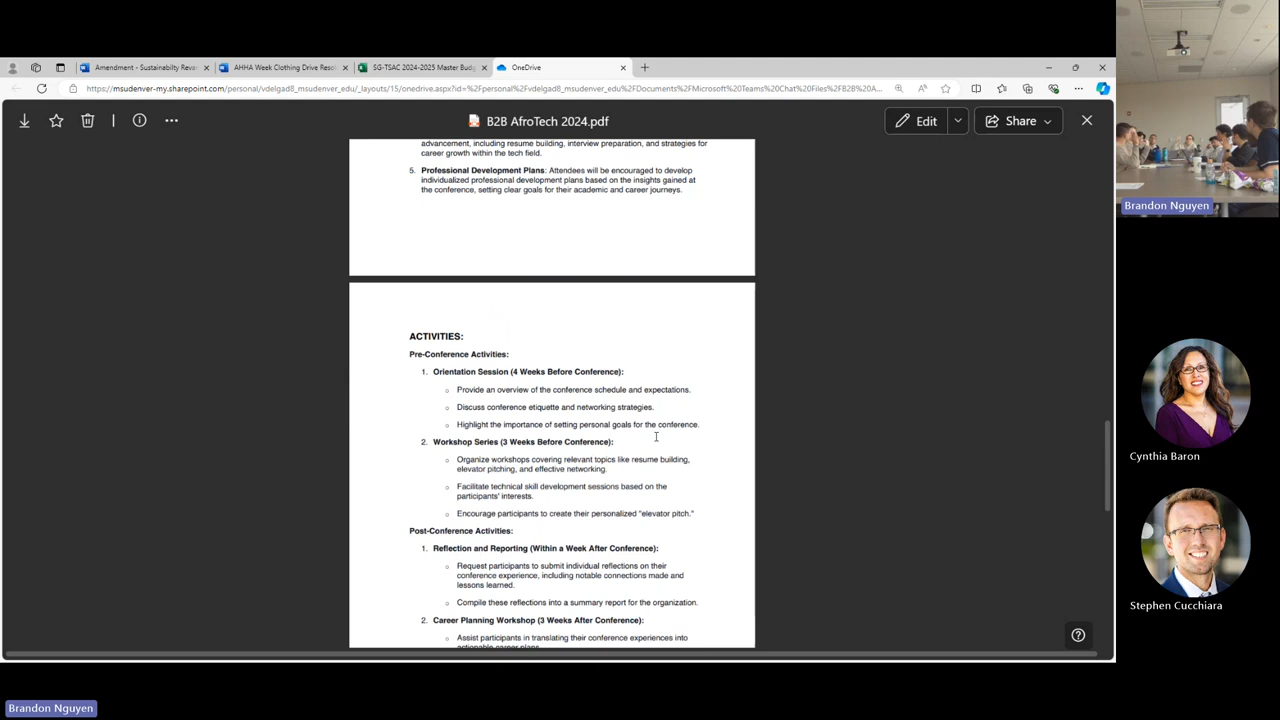 Amendment - Sustainabilty Reva
AHHA Week Clothing Drive Reso
SG-TSAC 2024-2025 Master Budg
OneDrive
https://msudenver-my.sharepoint.com/personal/vdelgad8_msudenver_edu/_layouts/15/onedrive.aspx?id=%2Fpersonal%2Fvdelgad8_msudenver_edu%2FDocuments%2FMicrosoft%20Teams%20Chat%20Files%2FB2B%20A...
B2B AfroTech 2024.pdf
Edit
Share
advancement, including resume building, interview preparation, and strategies for
career growth within the tech field.
5. Professional Development Plans: Attendees will be encouraged to develop
individualized professional development plans based on the insights gained at
the conference, setting clear goals for their academic and career journeys.
ACTIVITIES:
Pre-Conference Activities:
1. Orientation Session (4 Weeks Before Conference):
○ Provide an overview of the conference schedule and expectations.
○ Discuss conference etiquette and networking strategies.
○ Highlight the importance of setting personal goals for the conference.
2. Workshop Series (3 Weeks Before Conference):
○ Organize workshops covering relevant topics like resume building,
elevator pitching, and effective networking.
○ Facilitate technical skill development sessions based on the
participants' interests.
○ Encourage participants to create their personalized "elevator pitch."
Post-Conference Activities:
1. Reflection and Reporting (Within a Week After Conference):
○ Request participants to submit individual reflections on their
conference experience, including notable connections made and
lessons learned.
○ Compile these reflections into a summary report for the organization.
2. Career Planning Workshop (3 Weeks After Conference):
○ Assist participants in translating their conference experiences into
actionable career plans.
Brandon Nguyen
Cynthia Baron
Stephen Cucchiara
Brandon Nguyen